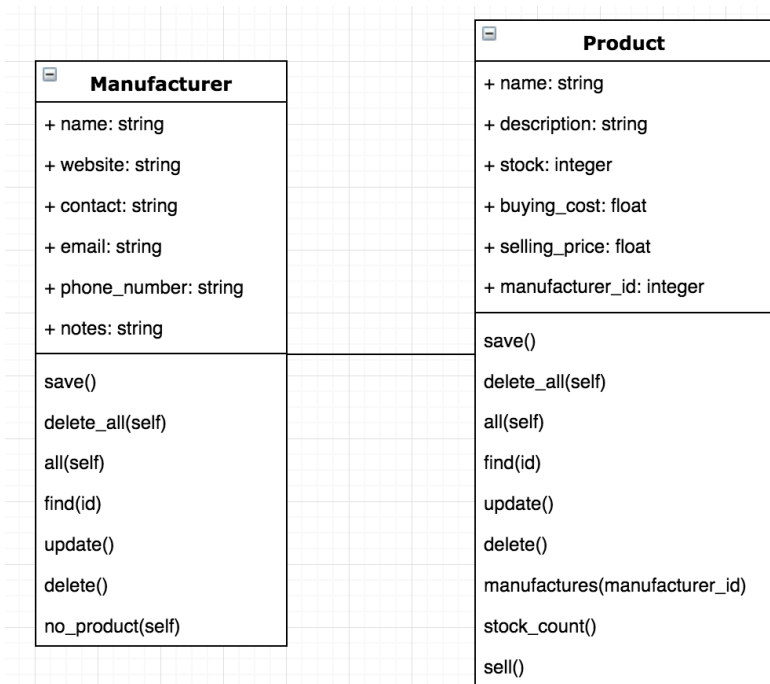 Manufacturer
+ name: string
+ website: string
+ contact: string
+ email: string
+ phone_number: string
+ notes: string
save()
delete_all(self)
all(self)
find(id)
update()
delete()
no_product(self)
Product
+ name: string
+ description: string
+ stock: integer
+ buying_cost: float
+ selling_price: float
+ manufacturer_id: integer
save()
delete_all(self)
all(self)
find(id)
update()
delete()
manufactures(manufacturer_id)
stock_count()
sell()